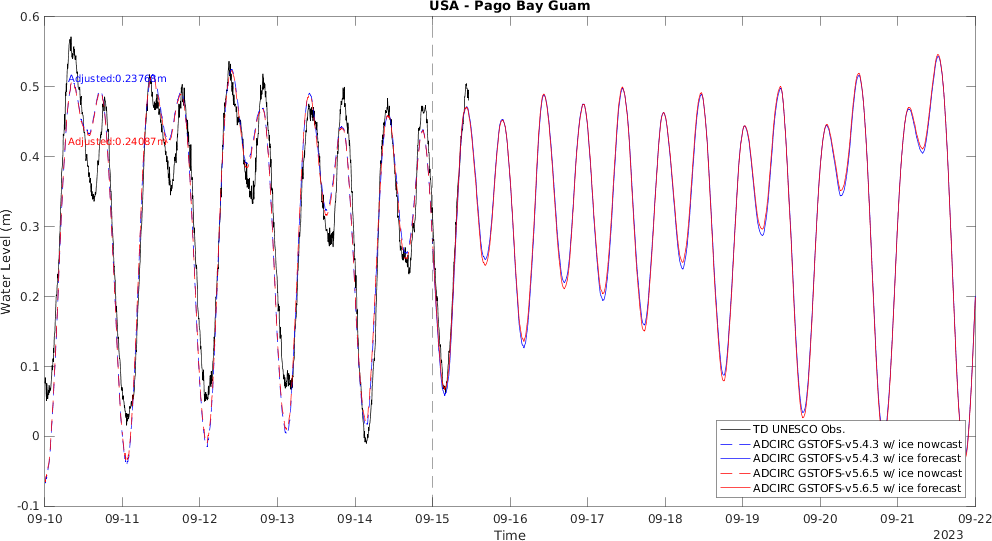 USA - Pago Bay Guam
0.6
0.5
0.4
0.3
0.2
0.1
0
-0.1
Water Level (m)
Adjusted:0.23768m
Adjusted:0.24087m
TD UNESCO Obs.
ADCIRC GSTOFS-v5.4.3 w/ ice nowcast
ADCIRC GSTOFS-v5.4.3 w/ ice forecast
ADCIRC GSTOFS-v5.6.5 w/ ice nowcast
ADCIRC GSTOFS-v5.6.5 w/ ice forecast
09-10 09-11 09-12 09-13 09-14 09-15 09-16 09-17 09-18 09-19 09-20 09-21 09-22
Time
2023